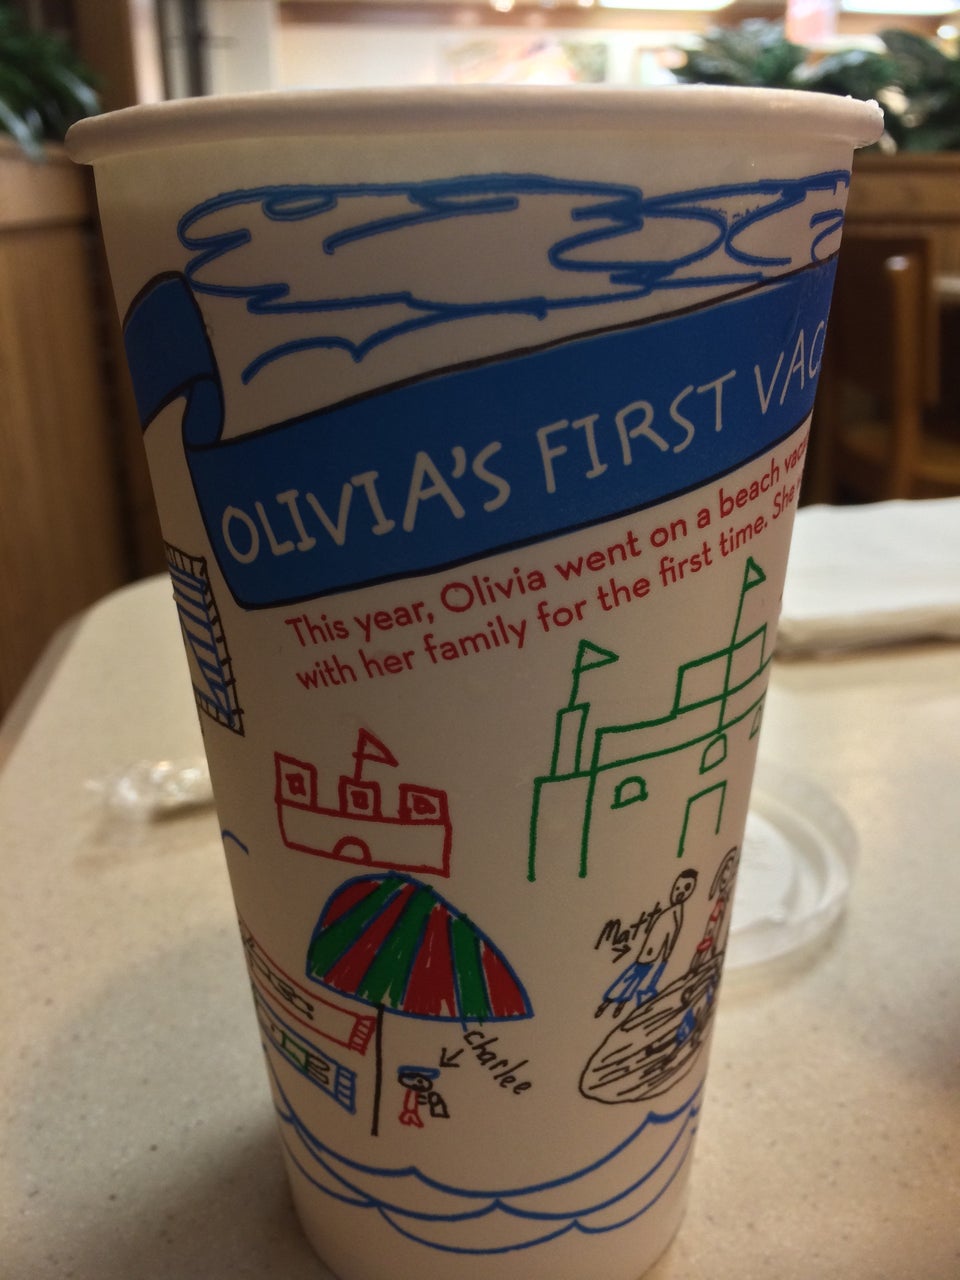 OLIVIA'S FIRST VAC
This year, Olivia went on a beach vaca
with her family for the first time. She
Matt
Charlee